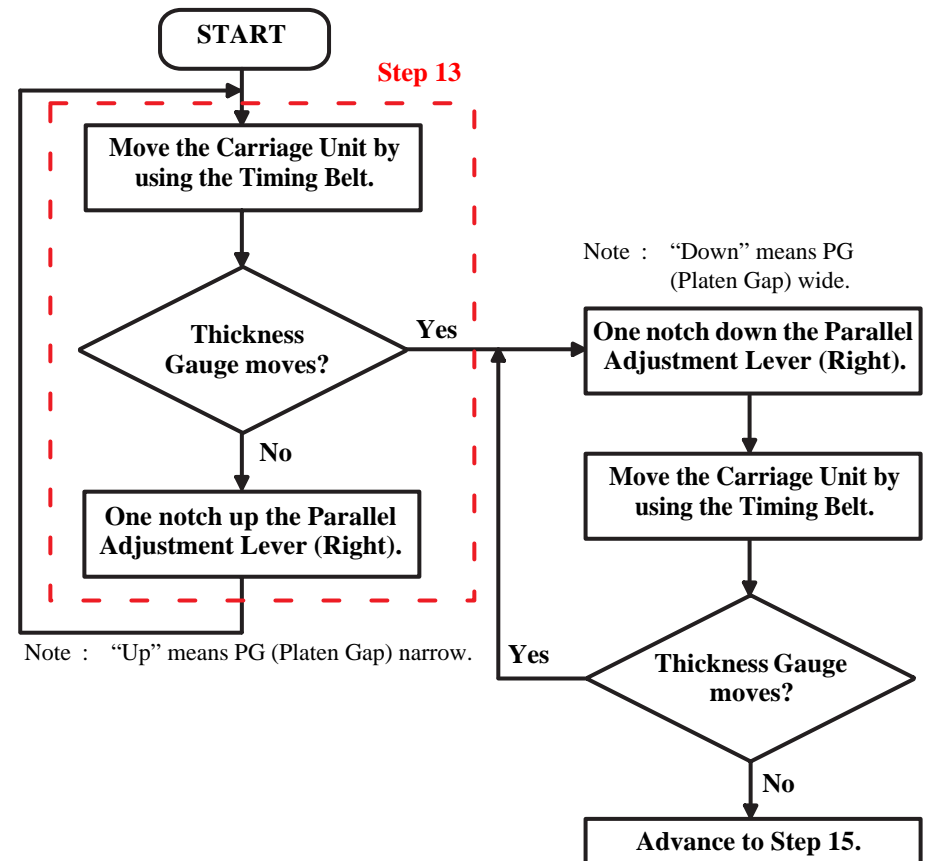 START
Step 13
Move the Carriage Unit by
using the Timing Belt.
Thickness
Gauge moves?
Yes
No
One notch up the Parallel
Adjustment Lever (Right).
Note : “Up” means PG (Platen Gap) narrow.
Note : “Down” means PG
(Platen Gap) wide.
One notch down the Parallel
Adjustment Lever (Right).
Move the Carriage Unit by
using the Timing Belt.
Thickness Gauge
moves?
Yes
No
Advance to Step 15.